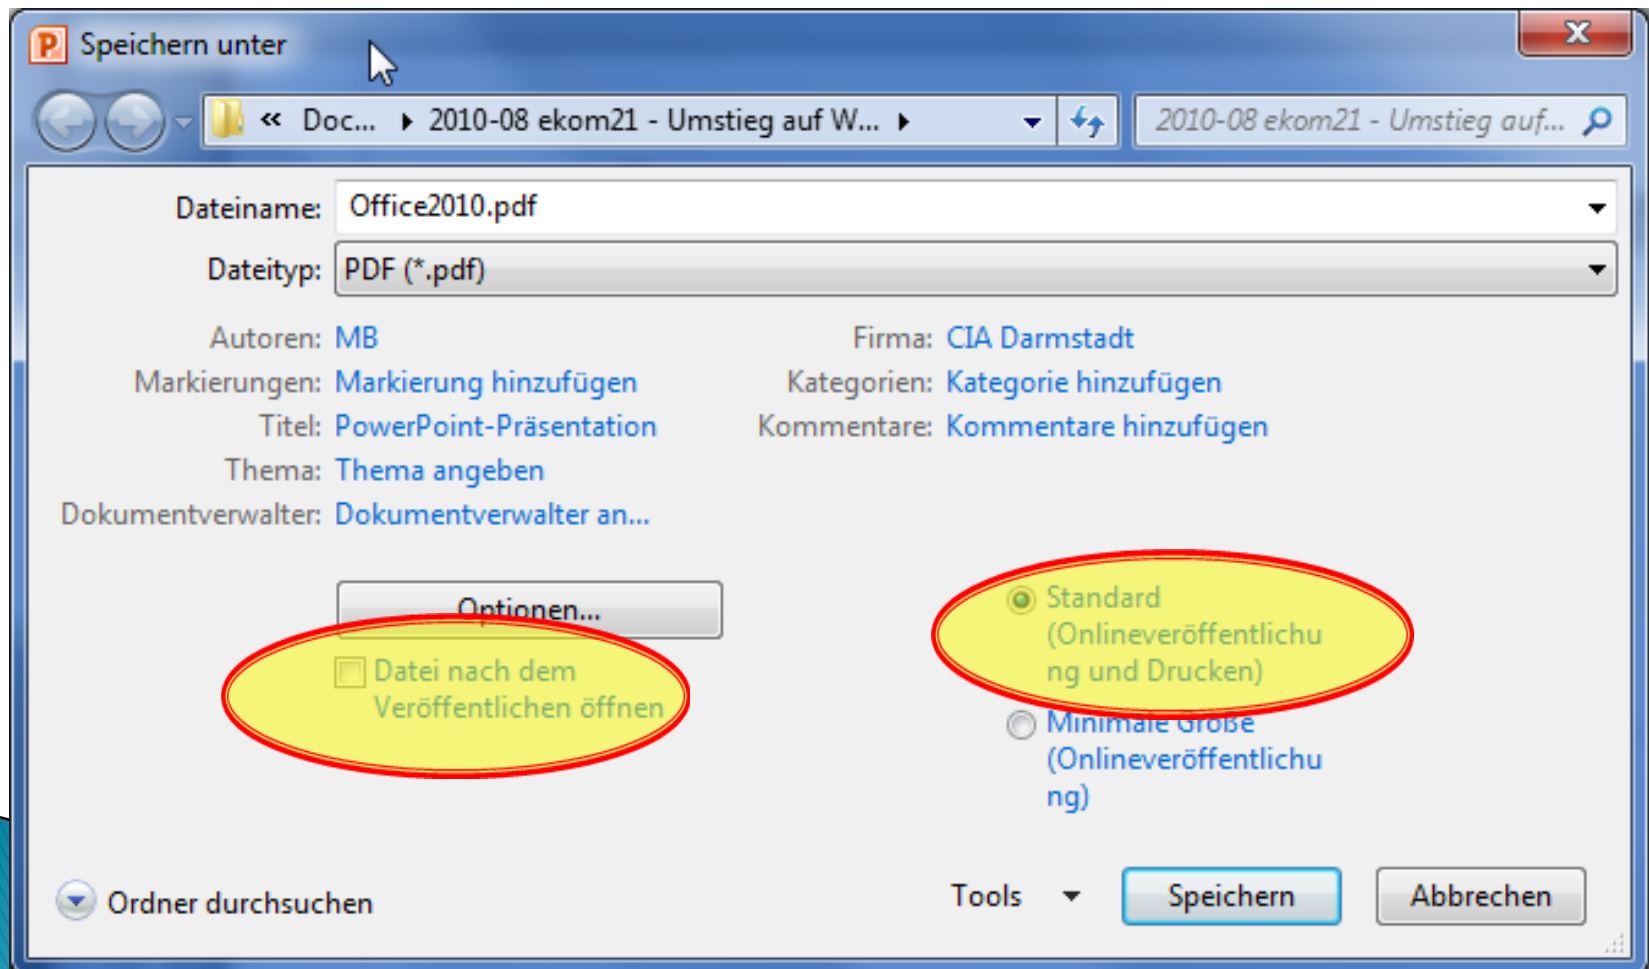 Speichern unter
« Doc... 2010-08 ekom21 - Umstieg auf W...
2010-08 ekom21 - Umstieg auf...
Dateiname: Office2010.pdf
Dateityp: PDF (*.pdf)
Autoren: MB
Firma: CIA Darmstadt
Markierungen: Markierung hinzufügen
Kategorien: Kategorie hinzufügen
Titel: PowerPoint-Präsentation
Kommentare: Kommentare hinzufügen
Thema: Thema angeben
Dokumentverwalter: Dokumentverwalter an...
Optionen...
Datei nach dem
Veröffentlichen öffnen
Standard
(Onlineveröffentlichu
ng und Drucken)
Minimale Größe
(Onlineveröffentlichu
ng)
Ordner durchsuchen
Tools
Speichern
Abbrechen